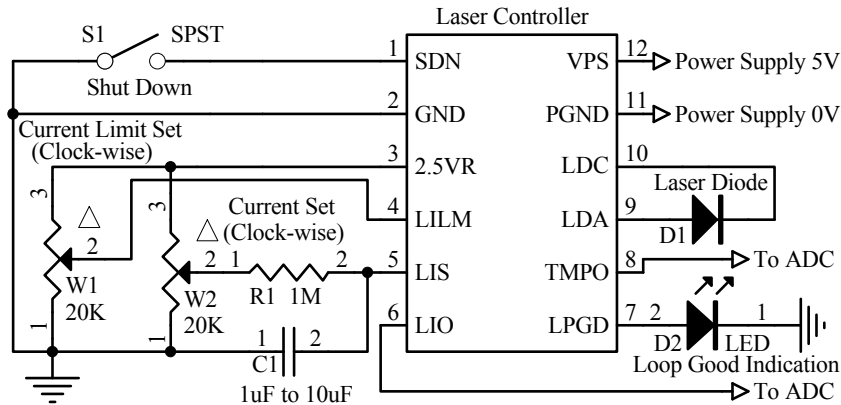 Laser Controller
S1 SPST
Shut Down
1 SDN VPS 12 Power Supply 5V
2 GND PGND 11 Power Supply 0V
Current Limit Set
(Clock-wise)
3 2.5VR LDC 10
Laser Diode
4 LILM LDA 9
D1
3
3
Current Set
△
△ (Clock-wise)
2
2 1 2
5 LIS TMPO 8 To ADC
W1
20K
W2
20K
R1 1M
6 LIO LPGD 7 2 1
D2 LED
1
1
1 2
C1
1uF to 10uF
Loop Good Indication
To ADC